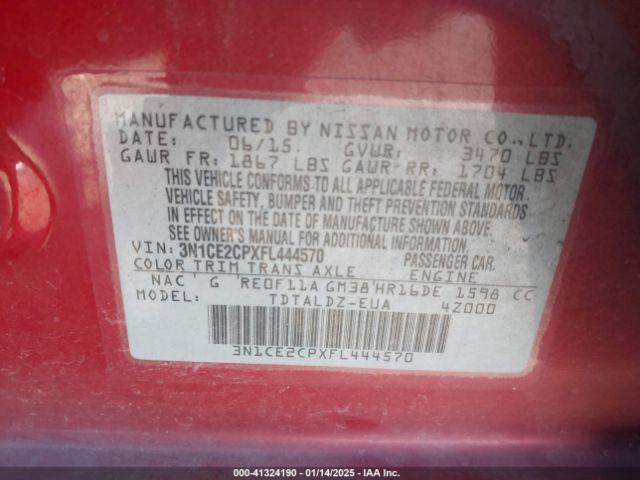 MANUFACTURED BY NISSAN MOTOR CO.,LTD.
DATE: 06/15 GVWR: 3470 LBS
GAWR FR: 1867 LBS GAWR-RR: 1704 LBS
THIS VEHICLE CONFORMS TO ALL APPLICABLE FEDERAL MOTOR
VEHICLE SAFETY, BUMPER AND THEFT PREVENTION STANDARDS
IN EFFECT ON THE DATE OF MANUFACTURE SHOWN ABOVE.
SEE OWNER'S MANUAL FOR ADDITIONAL INFORMATION.
VIN: 3N1CE2CPXFL444570 PASSENGER CAR.
COLOR TRIM TRANS AXLE ENGINE
NAC G RE0F11A GM38 HR16DE 1598 CC
MODEL: TDTALDZ-EUA 4Z000
3N1CE2CPXFL444570
000-41324190 - 01/14/2025 - IAAI.COM